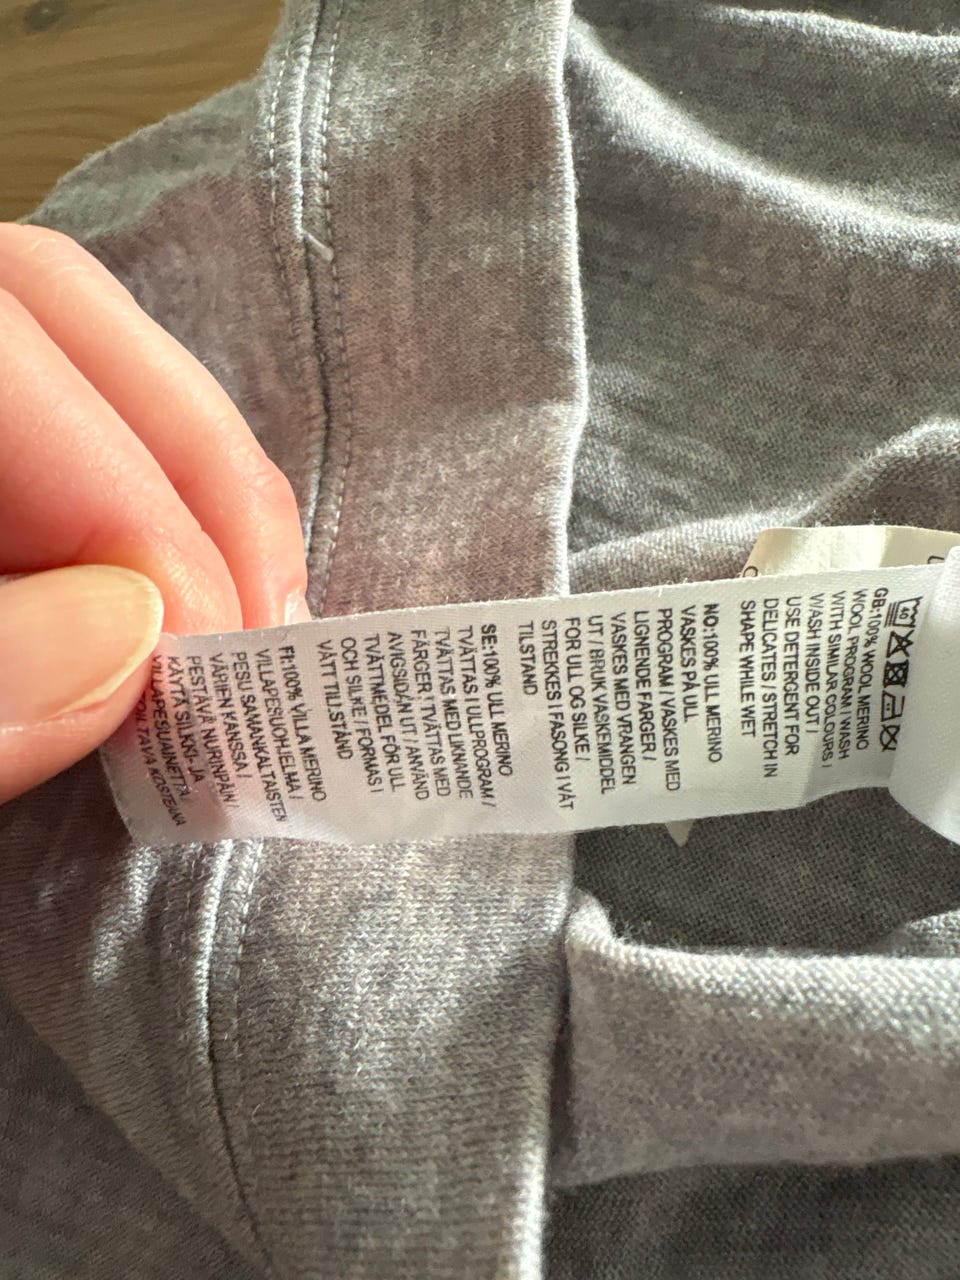 40
GB:100% WOOL MERINO
WOOL PROGRAM / WASH
WITH SIMILAR COLOURS /
WASH INSIDE OUT /
USE DETERGENT FOR
DELICATES / STRETCH IN
SHAPE WHILE WET
NO:100% ULL MERINO
VASKES PÅ ULL
PROGRAM / VASKES MED
LIGNENDE FARGER /
VASKES MED VRANGEN
UT / BRUK VASKEMIDDEL
FOR ULL OG SILKE /
STREKKES I FASONG I VÅT
TILSTAND
SE:100% ULL MERINO
TVÄTTAS I ULLPROGRAM /
TVÄTTAS MED LIKNANDE
FÄRGER / TVÄTTAS MED
AVIGSIDAN UT / ANVÄND
TVÄTTMEDEL FÖR ULL
OCH SILKE / FORMAS I
VÅTT TILLSTÅND
FI:100% VILLA MERINO
VILLAPESUOHJELMA /
PESU SAMANKALTAISTEN
VÄRIEN KANSSA /
PESTÄVÄ NURINPÄIN/
KÄYTÄ SILKKI- JA
VILLAPESUAINETTA /
KOSTEANA